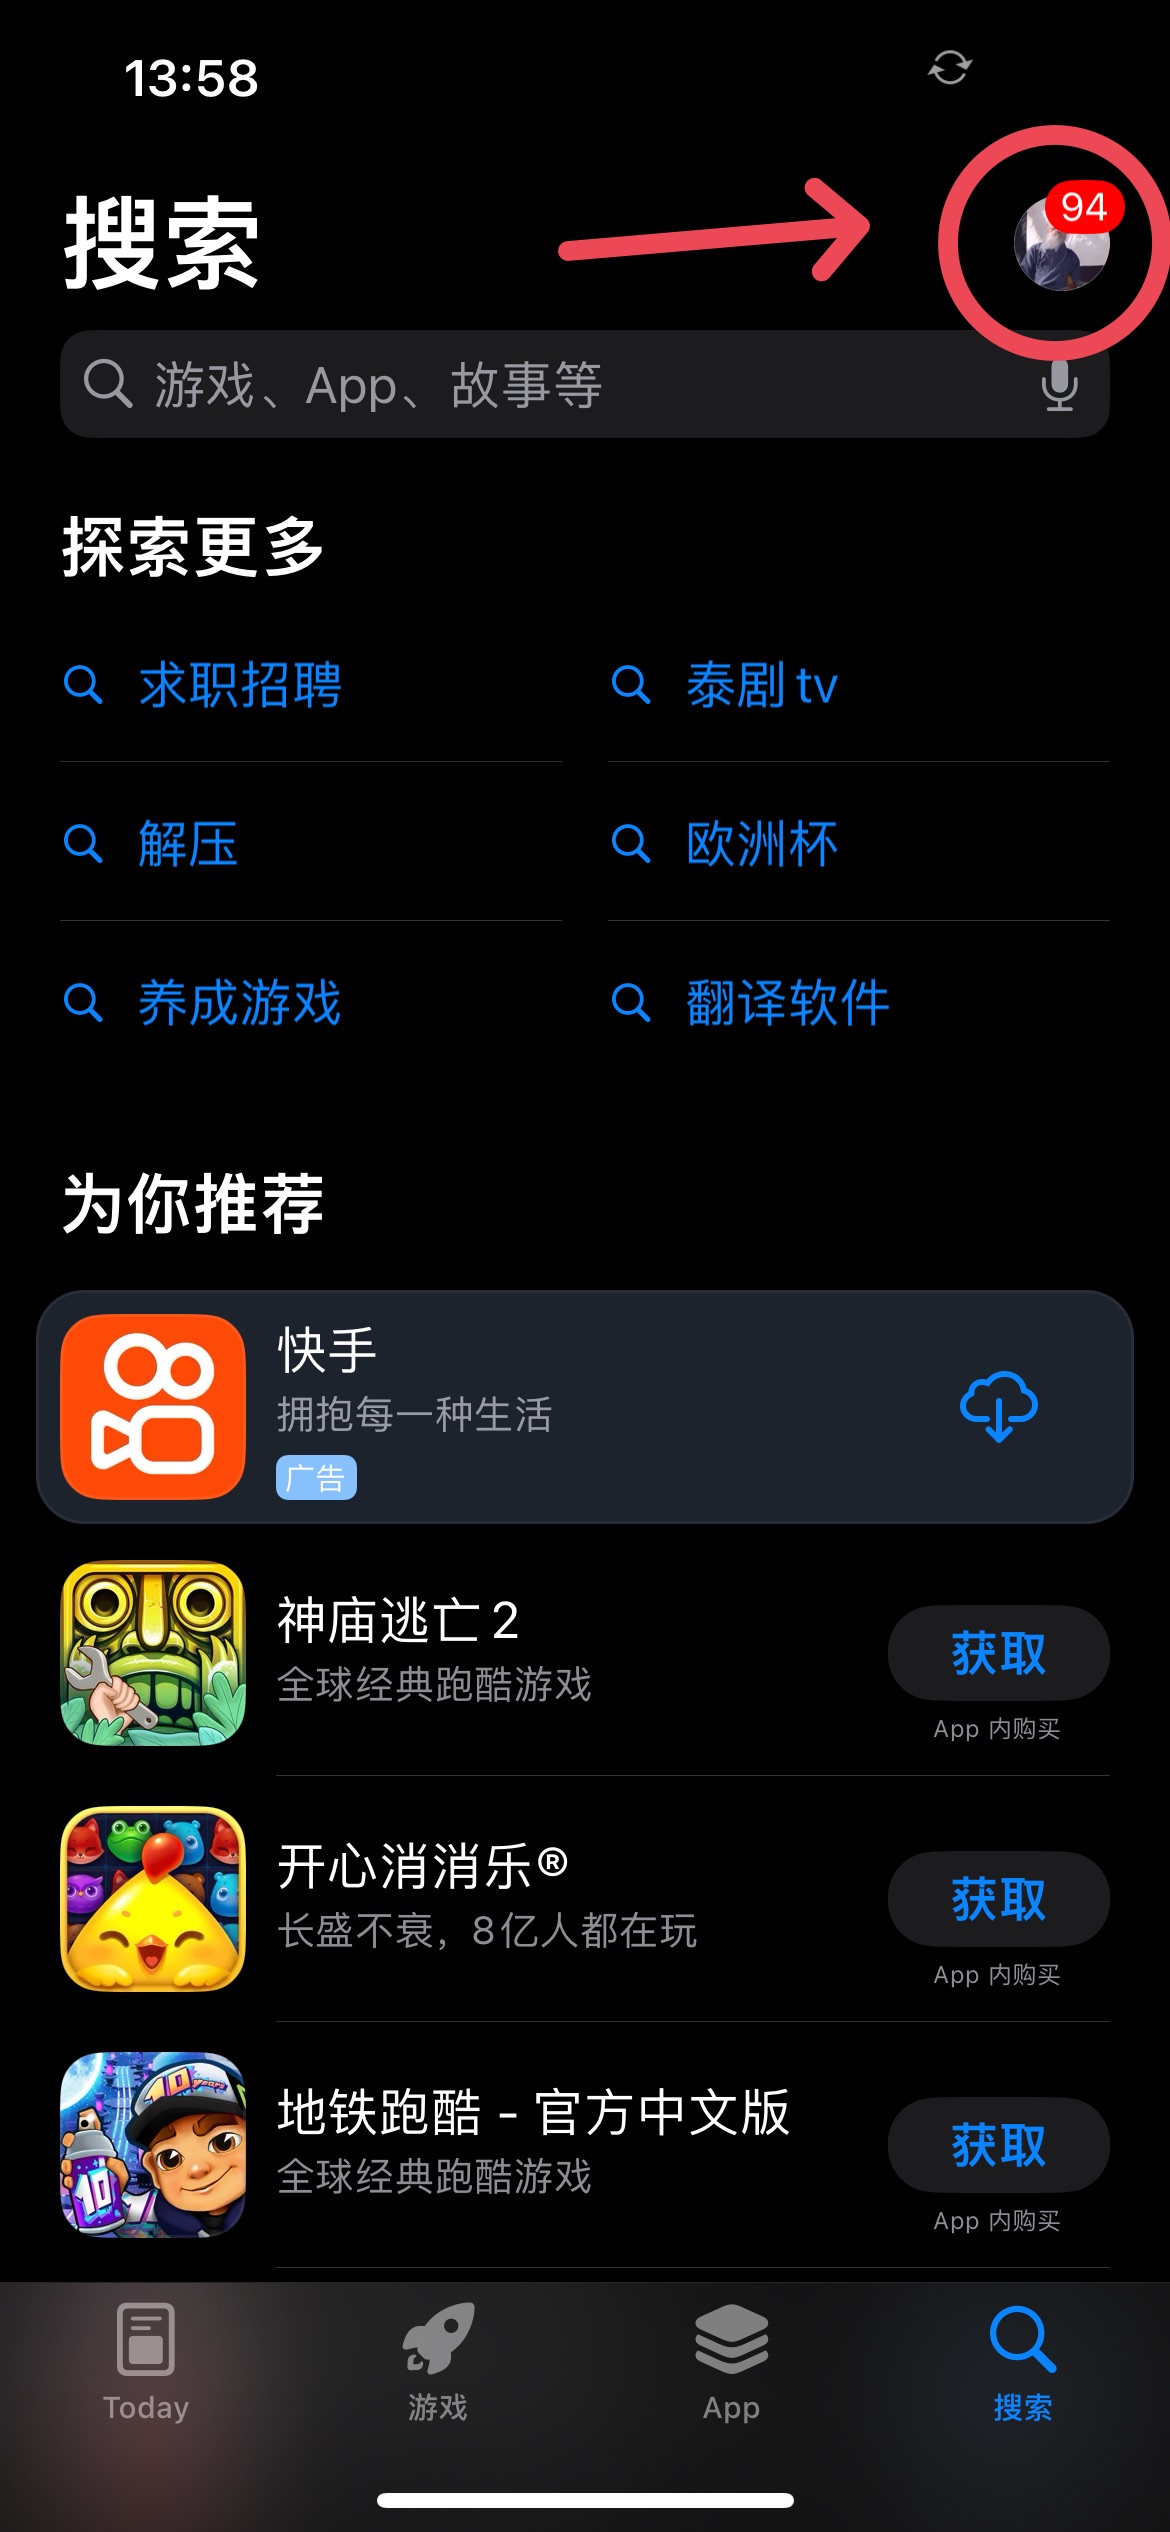 13:58
搜索
94
游戏、App、故事等
探索更多
求职招聘
泰剧 tv
解压
欧洲杯
养成游戏
翻译软件
为你推荐
快手
拥抱每一种生活
广告
神庙逃亡 2
全球经典跑酷游戏
获取
App 内购买
开心消消乐®
长盛不衰，8亿人都在玩
获取
App 内购买
10 years
10
地铁跑酷 - 官方中文版
全球经典跑酷游戏
获取
App 内购买
Today
游戏
App
搜索